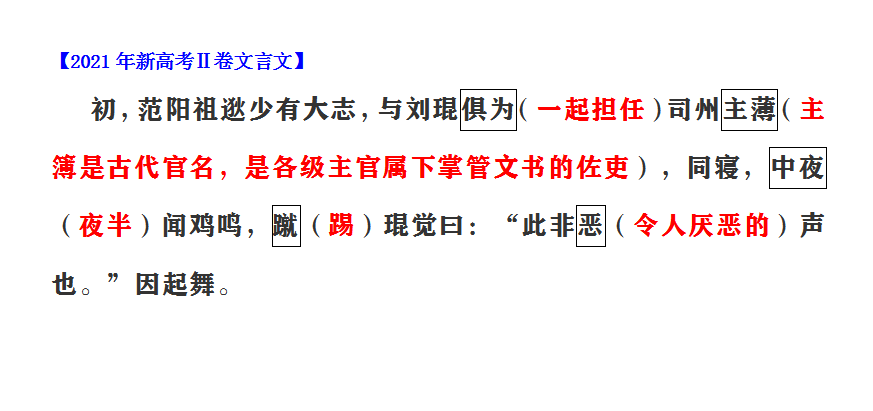 【2021年新高考Ⅱ卷文言文】
初，范阳祖逖少有大志，与刘琨俱为（一起担任）司州主薄（主
簿是古代官名，是各级主官属下掌管文书的佐吏），同寝，中夜
（夜半）闻鸡鸣，蹴（踢）琨觉曰：“此非恶（令人厌恶的）声
也。”因起舞。